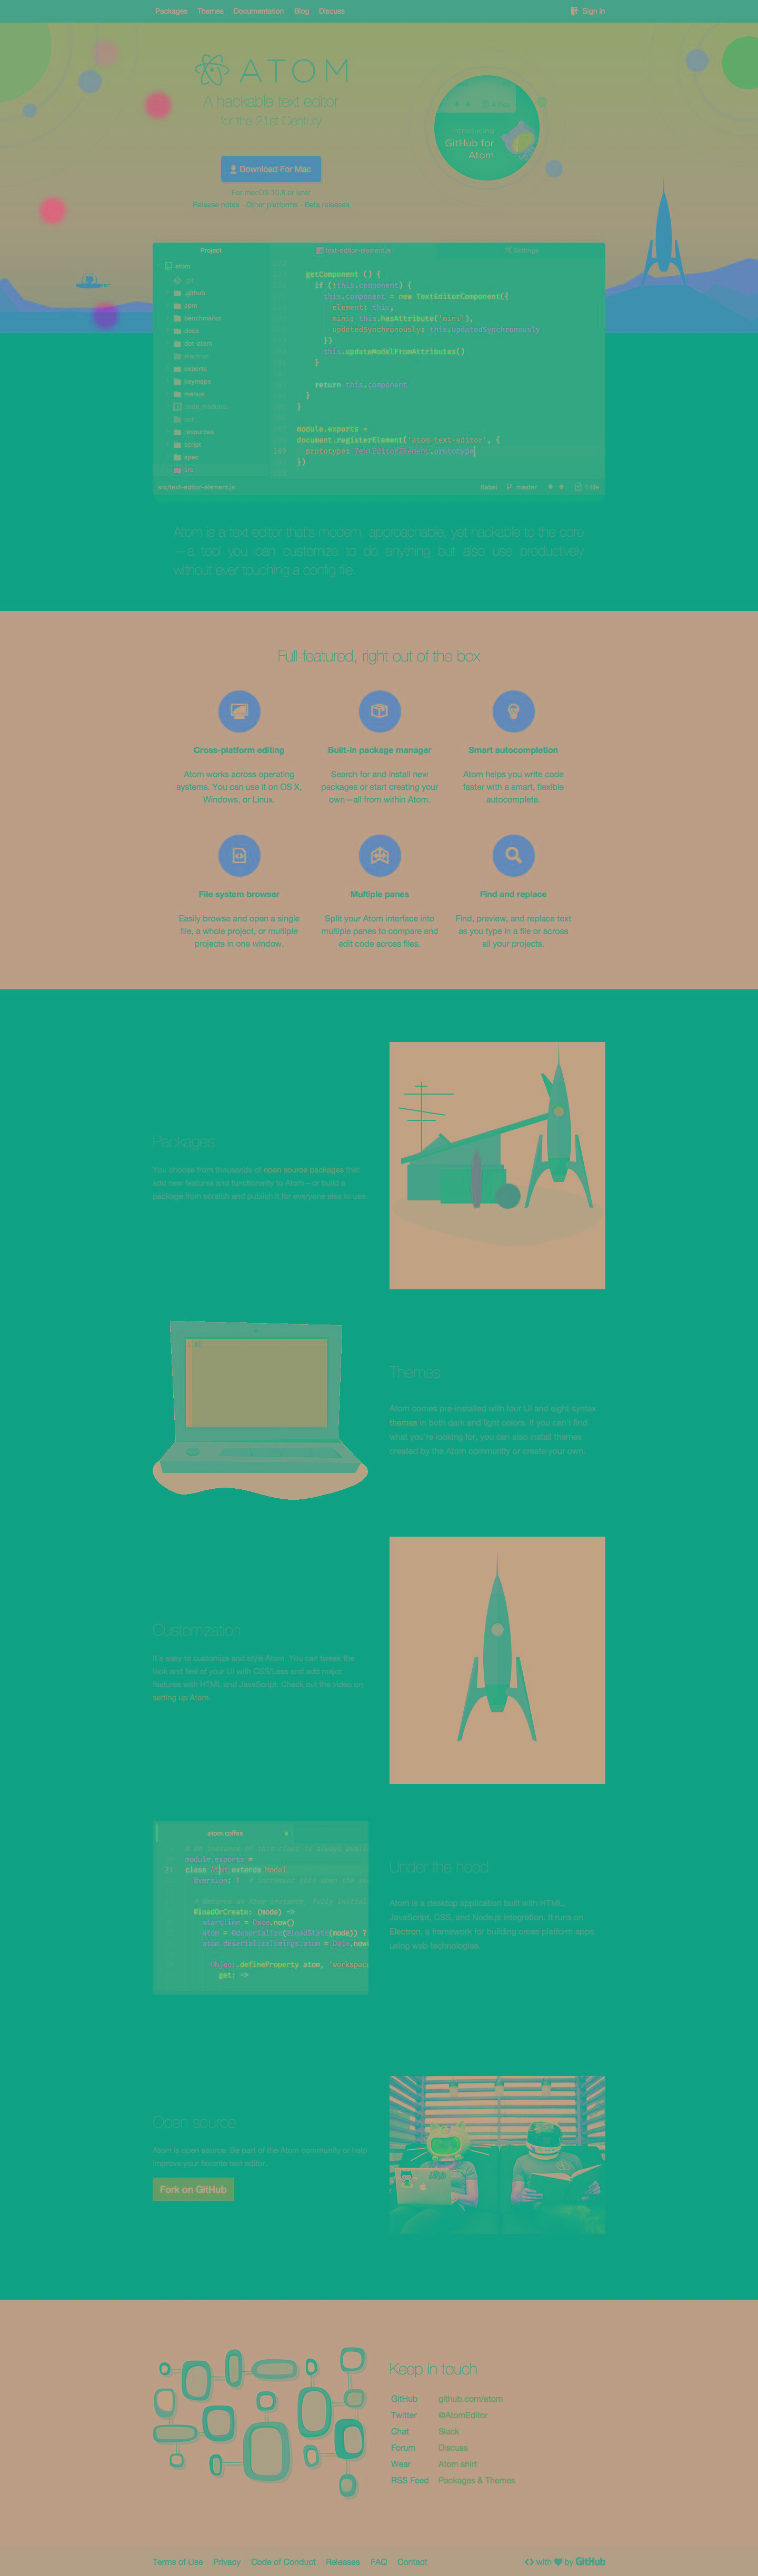 Packages Themes Documentation Blog Discuss Sign in
ATOM
A hackable text editor
for the 21st Century
Introducing
GitHub for
Atom
Download For Mac
For macOS 10.8 or later
Release notes · Other platforms · Beta releases
Project text-editor-element.js Settings
atom
.git
.github
apm
benchmarks
docs
dot-atom
exports
keymaps
menus
node_modules
resources
script
spec
src
getComponent () {
if (!this.component) {
this.component = new TextEditorComponent({
element: this,
mini: this.hasAttribute('mini'),
updatedSynchronously: this.updatedSynchronously
})
this.updateModelFromAttributes()
}
return this.component
}
}
module.exports =
document.registerElement('atom-text-editor', {
prototype: TextEditorElement.prototype
})
src/text-editor-element.js Babel master 1 file
Atom is a text editor that's modern, approachable, yet hackable to the core
—a tool you can customize to do anything but also use productively
without ever touching a config file.
Full-featured, right out of the box
Cross-platform editing
Atom works across operating
systems. You can use it on OS X,
Windows, or Linux.
Built-in package manager
Search for and install new
packages or start creating your
own—all from within Atom.
Smart autocompletion
Atom helps you write code
faster with a smart, flexible
autocomplete.
File system browser
Easily browse and open a single
file, a whole project, or multiple
projects in one window.
Multiple panes
Split your Atom interface into
multiple panes to compare and
edit code across files.
Find and replace
Find, preview, and replace text
as you type in a file or across
all your projects.
Packages
You choose from thousands of open source packages that
add new features and functionality to Atom—or build a
package from scratch and publish it for everyone else to use.
Themes
Atom comes pre-installed with four UI and eight syntax
themes in both dark and light colors. If you can't find
what you're looking for, you can also install themes
created by the Atom community or create your own.
Customization
It's easy to customize and style Atom. You can tweak the
look and feel of your UI with CSS/Less and add major
features with HTML and JavaScript. Check out the video on
setting up Atom.
atom.coffee
module.exports =
21 class Atom extends Model
@version: 1
@loadOrCreate: (mode) ->
startTime = Date.now()
atom = @deserialize(@loadState(mode)) ?
atom.deserializeTimings.atom = Date.now
Object.defineProperty atom, 'workspace
get: ->
Under the hood
Atom is a desktop application built with HTML,
JavaScript, CSS, and Node.js integration. It runs on
Electron, a framework for building cross platform apps
using web technologies.
Open source
Atom is open source. Be part of the Atom community or help
improve your favorite text editor.
Fork on GitHub
Keep in touch
GitHub github.com/atom
Twitter @AtomEditor
Chat Slack
Forum Discuss
Wear Atom shirt
RSS Feed Packages & Themes
Terms of Use Privacy Code of Conduct Releases FAQ Contact
with by GitHub